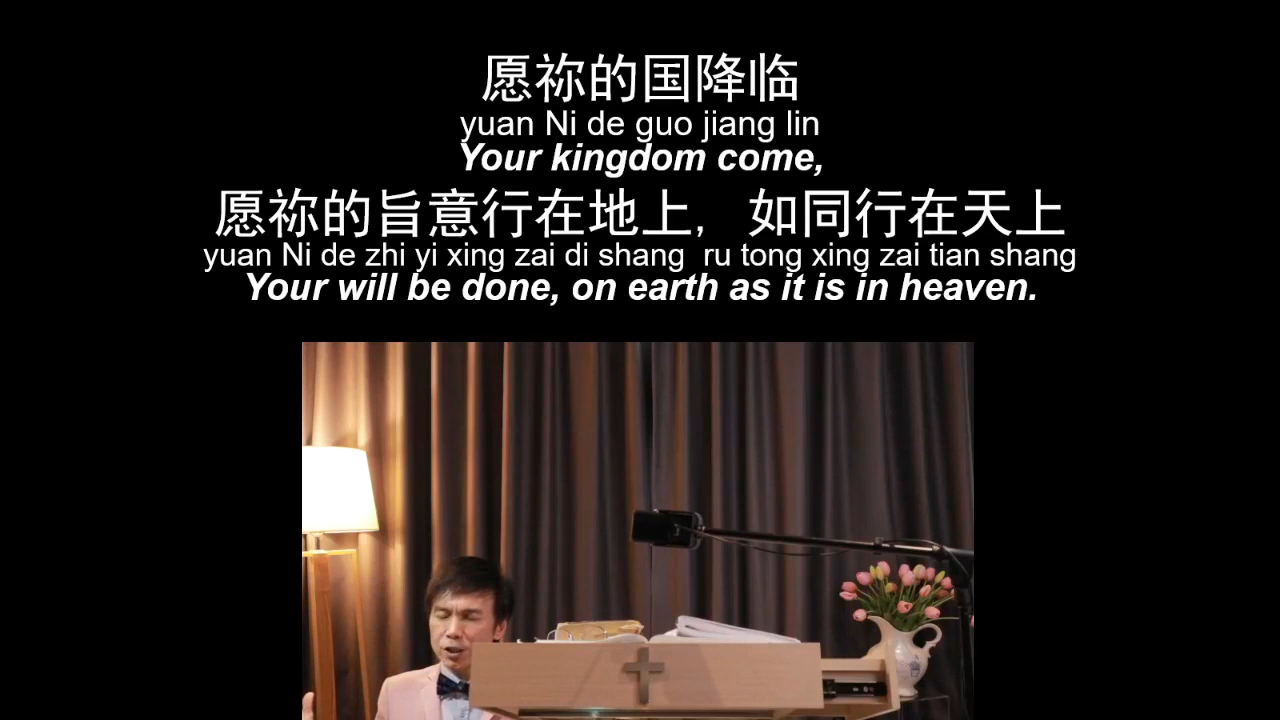 愿祢的国降临
yuan Ni de guo jiang lin
Your kingdom come,
愿祢的旨意行在地上, 如同行在天上
yuan Ni de zhi yi xing zai di shang  ru tong xing zai tian shang
Your will be done, on earth as it is in heaven.